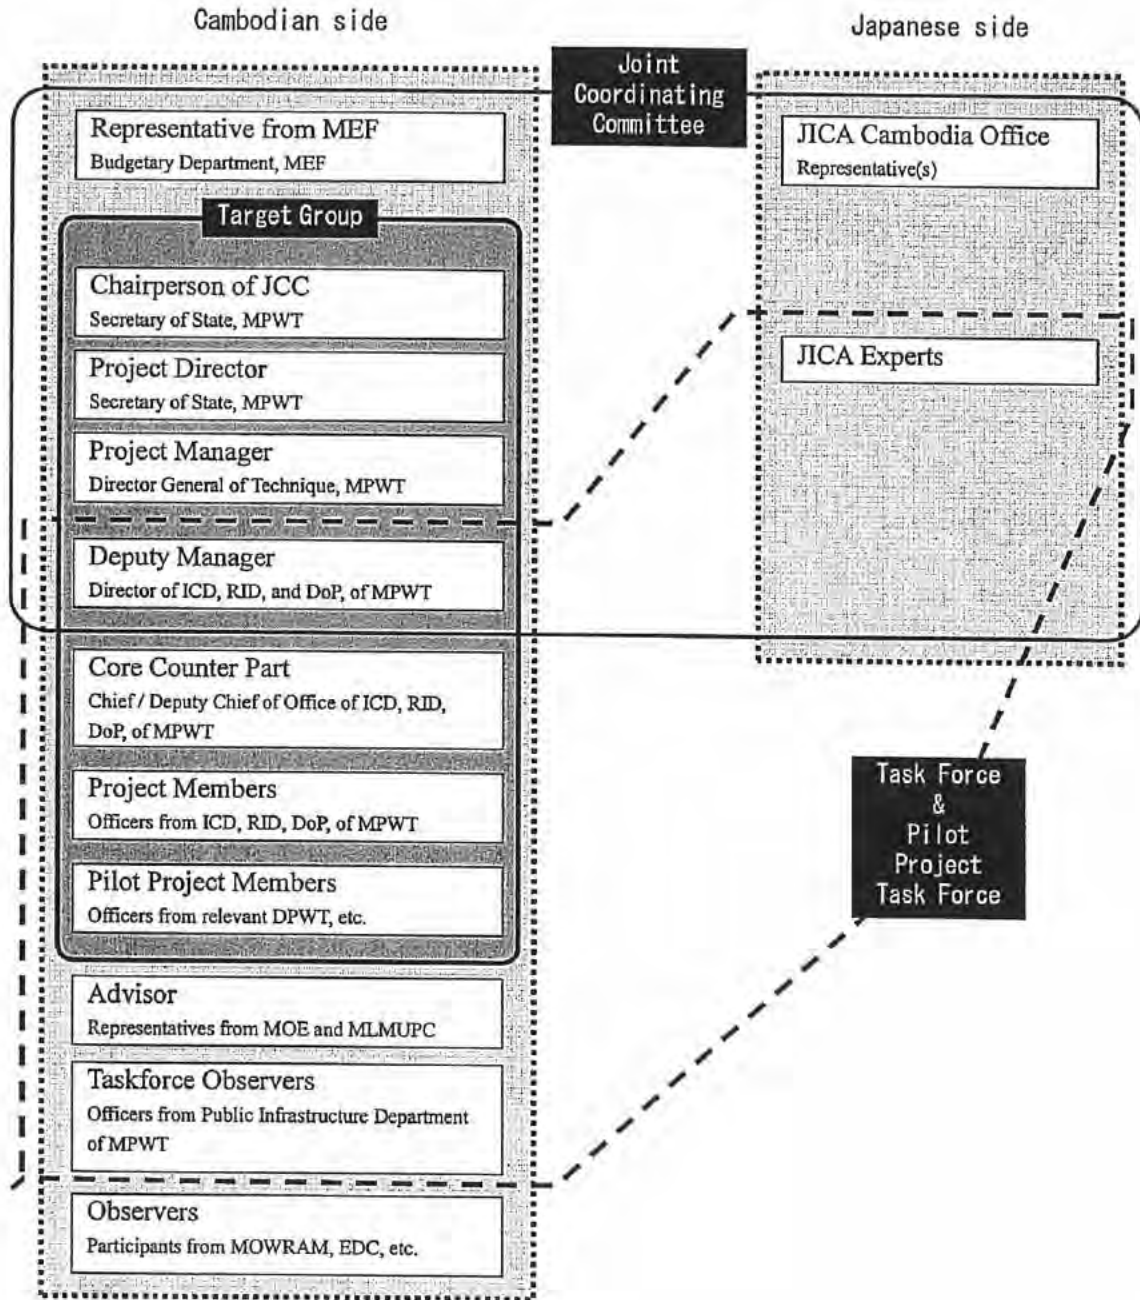 Cambodian side
Japanese side
Joint
Coordinating
Committee
Representative from MEF
Budgetary Department, MEF
JICA Cambodia Office
Representative(s)
Target Group
Chairperson of JCC
Secretary of State, MPWT
Project Director
Secretary of State, MPWT
JICA Experts
Project Manager
Director General of Technique, MPWT
Deputy Manager
Director of ICD, RID, and DoP, of MPWT
Core Counter Part
Chief / Deputy Chief of Office of ICD, RID,
DoP, of MPWT
Project Members
Officers from ICD, RID, DoP, of MPWT
Pilot Project Members
Officers from relevant DPWT, etc.
Task Force
&
Pilot
Project
Task Force
Advisor
Representatives from MOE and MLMUPC
Taskforce Observers
Officers from Public Infrastructure Department
of MPWT
Observers
Participants from MOWRAM, EDC, etc.